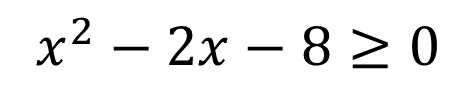 x² − 2x − 8 ≥ 0